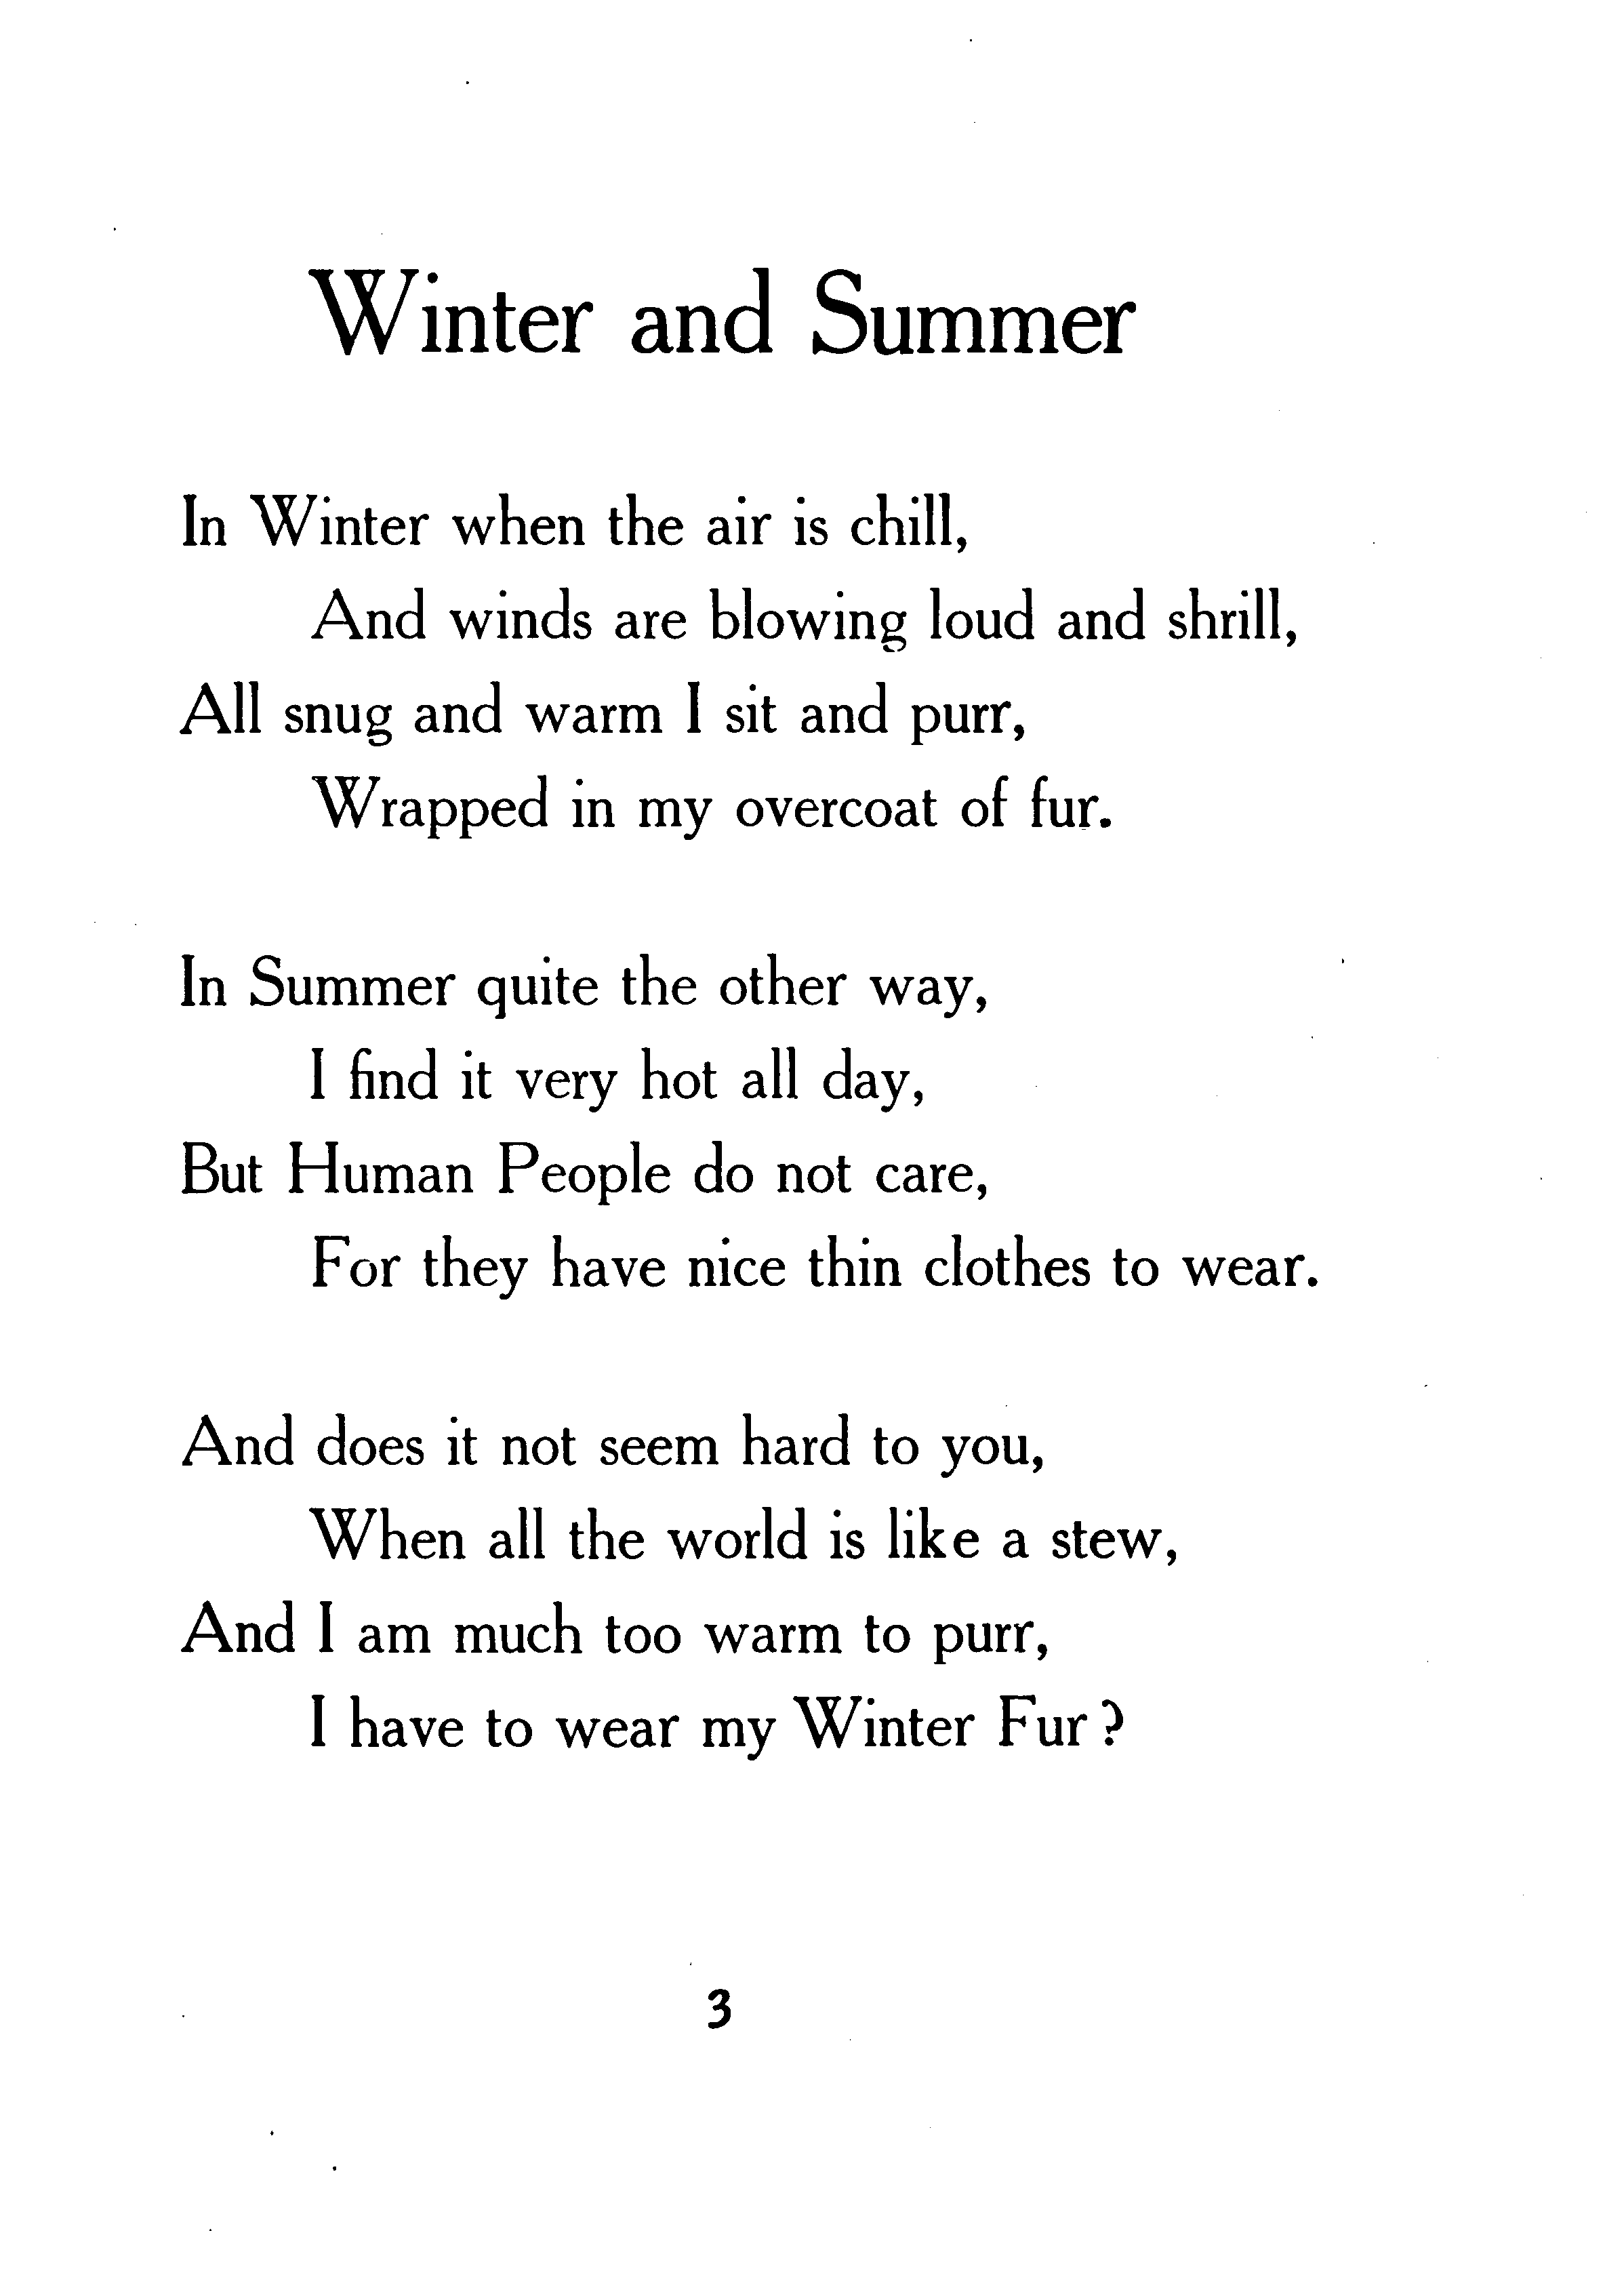 Winter and Summer
In Winter when the air is chill,
And winds are blowing loud and shrill,
All snug and warm I sit and purr,
Wrapped in my overcoat of fur.
In Summer quite the other way,
I find it very hot all day,
But Human People do not care,
For they have nice thin clothes to wear.
And does it not seem hard to you,
When all the world is like a stew,
And I am much too warm to purr,
I have to wear my Winter Fur ?
3